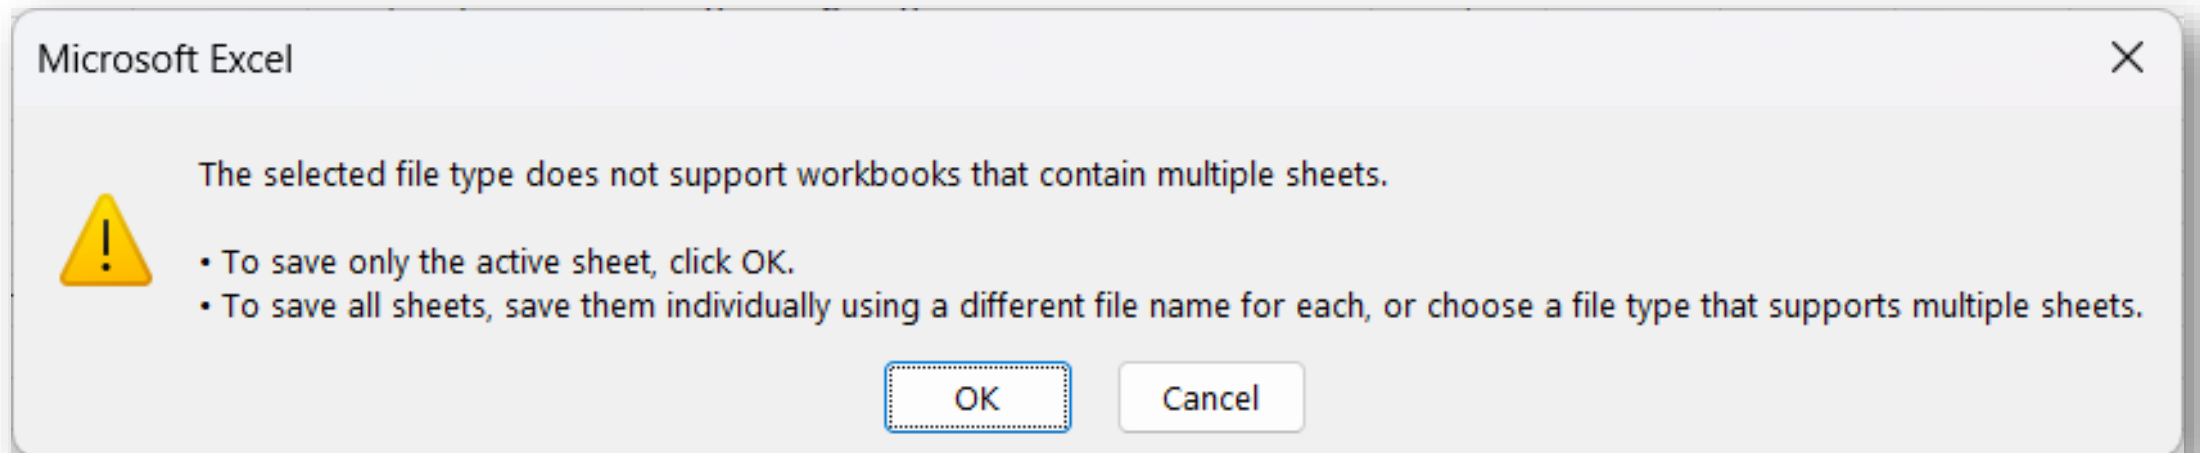 Microsoft Excel
The selected file type does not support workbooks that contain multiple sheets.
• To save only the active sheet, click OK.
• To save all sheets, save them individually using a different file name for each, or choose a file type that supports multiple sheets.
OK
Cancel